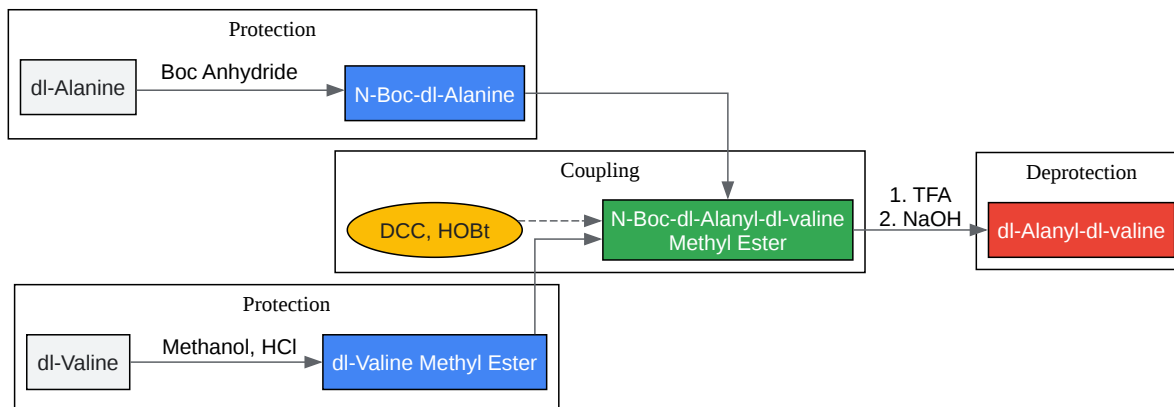 Protection
dl-Alanine
Boc Anhydride
N-Boc-dl-Alanine
Coupling
DCC, HOBt
N-Boc-dl-Alanyl-dl-valine
Methyl Ester
1. TFA
2. NaOH
Deprotection
dl-Alanyl-dl-valine
Protection
dl-Valine
Methanol, HCl
dl-Valine Methyl Ester